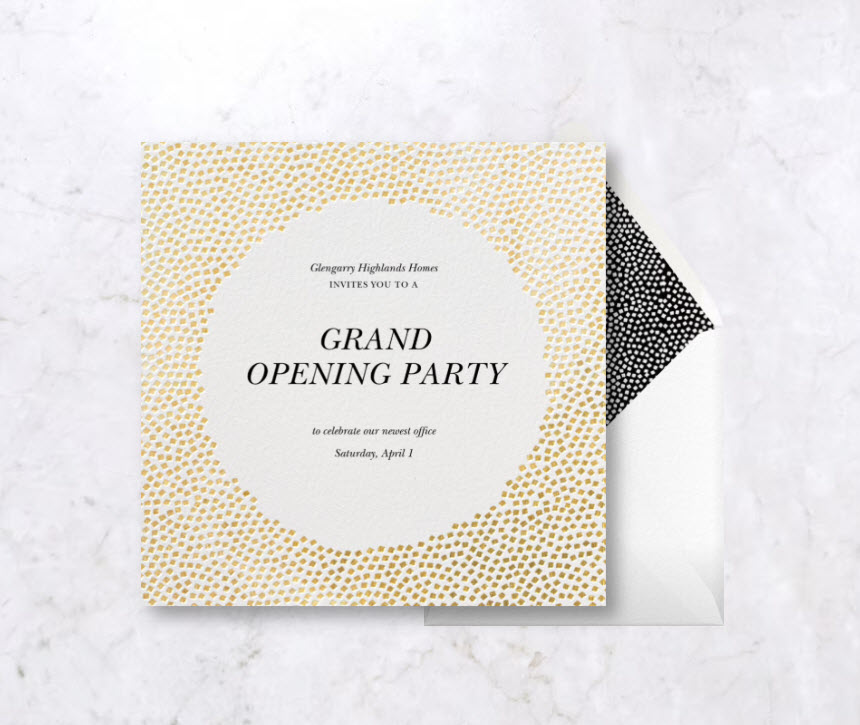 Glengarry Highlands Homes
INVITES YOU TO A
GRAND
OPENING PARTY
to celebrate our newest office
Saturday, April 1